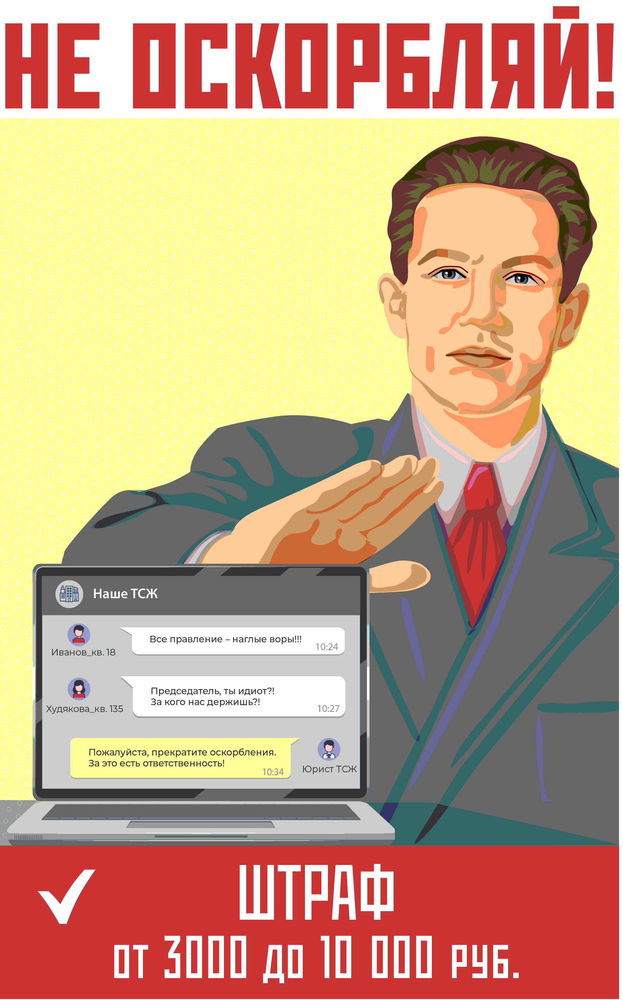 НЕ ОСКОРБЛЯЙ!
Наше ТСЖ
Все правление – наглые воры!!!
10:24
Иванов_кв. 18
Председатель, ты идиот?!
За кого нас держишь?!
10:27
Худякова_кв. 135
Пожалуйста, прекратите оскорбления.
За это есть ответственность!
10:34
Юрист ТСЖ
ШТРАФ
от 3000 до 10 000 руб.